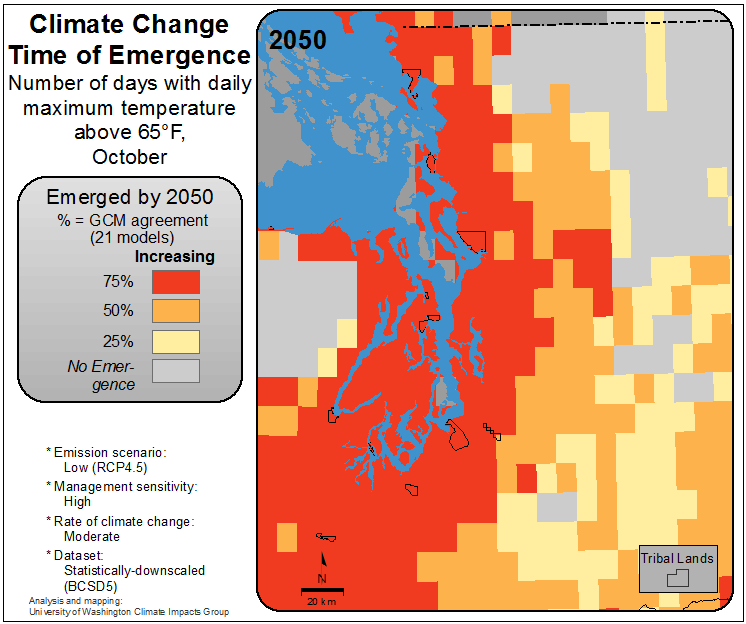 Climate Change
Time of Emergence
Number of days with daily
maximum temperature
above 65°F,
October
Emerged by 2050
% = GCM agreement
(21 models)
Increasing
75%
50%
25%
No Emer-
gence
* Emission scenario:
Low (RCP4.5)
* Management sensitivity:
High
* Rate of climate change:
Moderate
* Dataset:
Statistically-downscaled
(BCSD5)
Analysis and mapping:
University of Washington Climate Impacts Group
2050
N
20 km
Tribal Lands